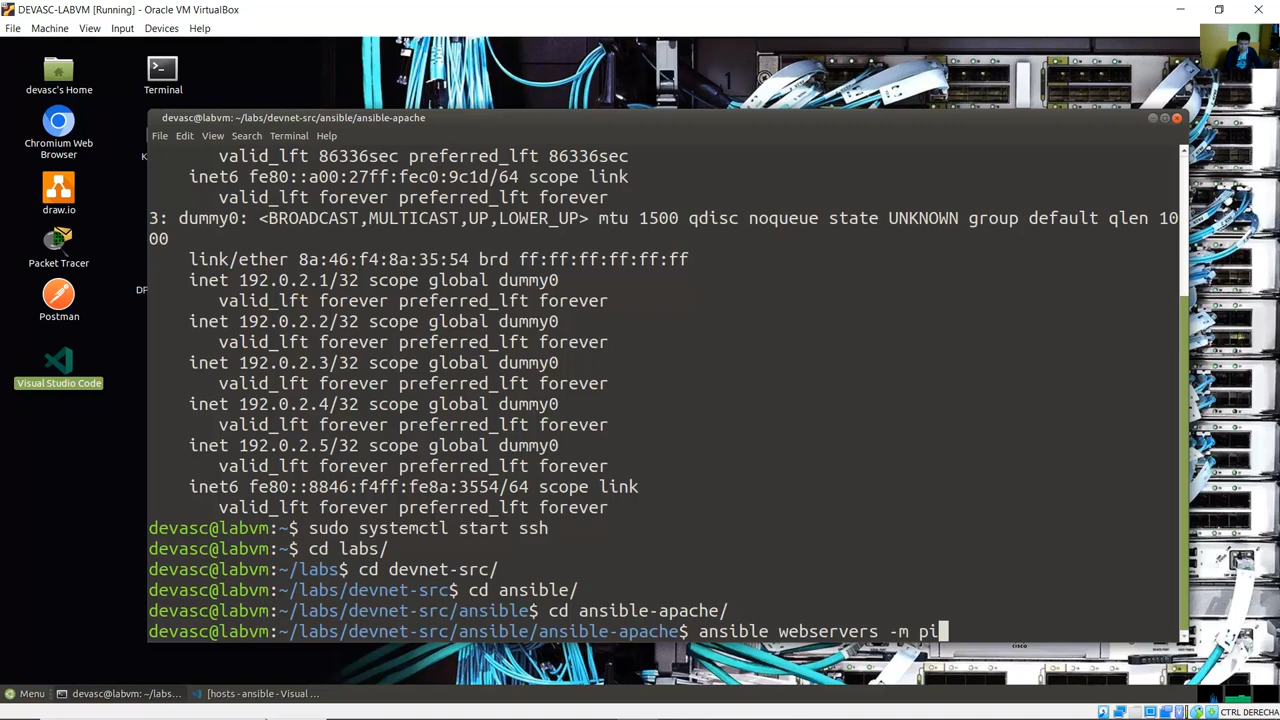 DEVASC-LABVM [Running] - Oracle VM VirtualBox
File Machine View Input Devices Help
devasc's Home
Terminal
Chromium Web
Browser
draw.io
Packet Tracer
Postman
Visual Studio Code
devasc@labvm: ~/labs/devnet-src/ansible/ansible-apache
File Edit View Search Terminal Help
valid_lft 86336sec preferred_lft 86336sec
inet6 fe80::a00:27ff:fec0:9c1d/64 scope link
valid_lft forever preferred_lft forever
3: dummy0: <BROADCAST,MULTICAST,UP,LOWER_UP> mtu 1500 qdisc noqueue state UNKNOWN group default qlen 10
00
link/ether 8a:46:f4:8a:35:54 brd ff:ff:ff:ff:ff:ff
inet 192.0.2.1/32 scope global dummy0
valid_lft forever preferred_lft forever
inet 192.0.2.2/32 scope global dummy0
valid_lft forever preferred_lft forever
inet 192.0.2.3/32 scope global dummy0
valid_lft forever preferred_lft forever
inet 192.0.2.4/32 scope global dummy0
valid_lft forever preferred_lft forever
inet 192.0.2.5/32 scope global dummy0
valid_lft forever preferred_lft forever
inet6 fe80::8846:f4ff:fe8a:3554/64 scope link
valid_lft forever preferred_lft forever
devasc@labvm:~$ sudo systemctl start ssh
devasc@labvm:~$ cd labs/
devasc@labvm:~/labs$ cd devnet-src/
devasc@labvm:~/labs/devnet-src$ cd ansible/
devasc@labvm:~/labs/devnet-src/ansible$ cd ansible-apache/
devasc@labvm:~/labs/devnet-src/ansible/ansible-apache$ ansible webservers -m pi
CISCO
Menu
devasc@labvm: ~/labs...
[hosts - ansible - Visual ...
CTRL DERECHA